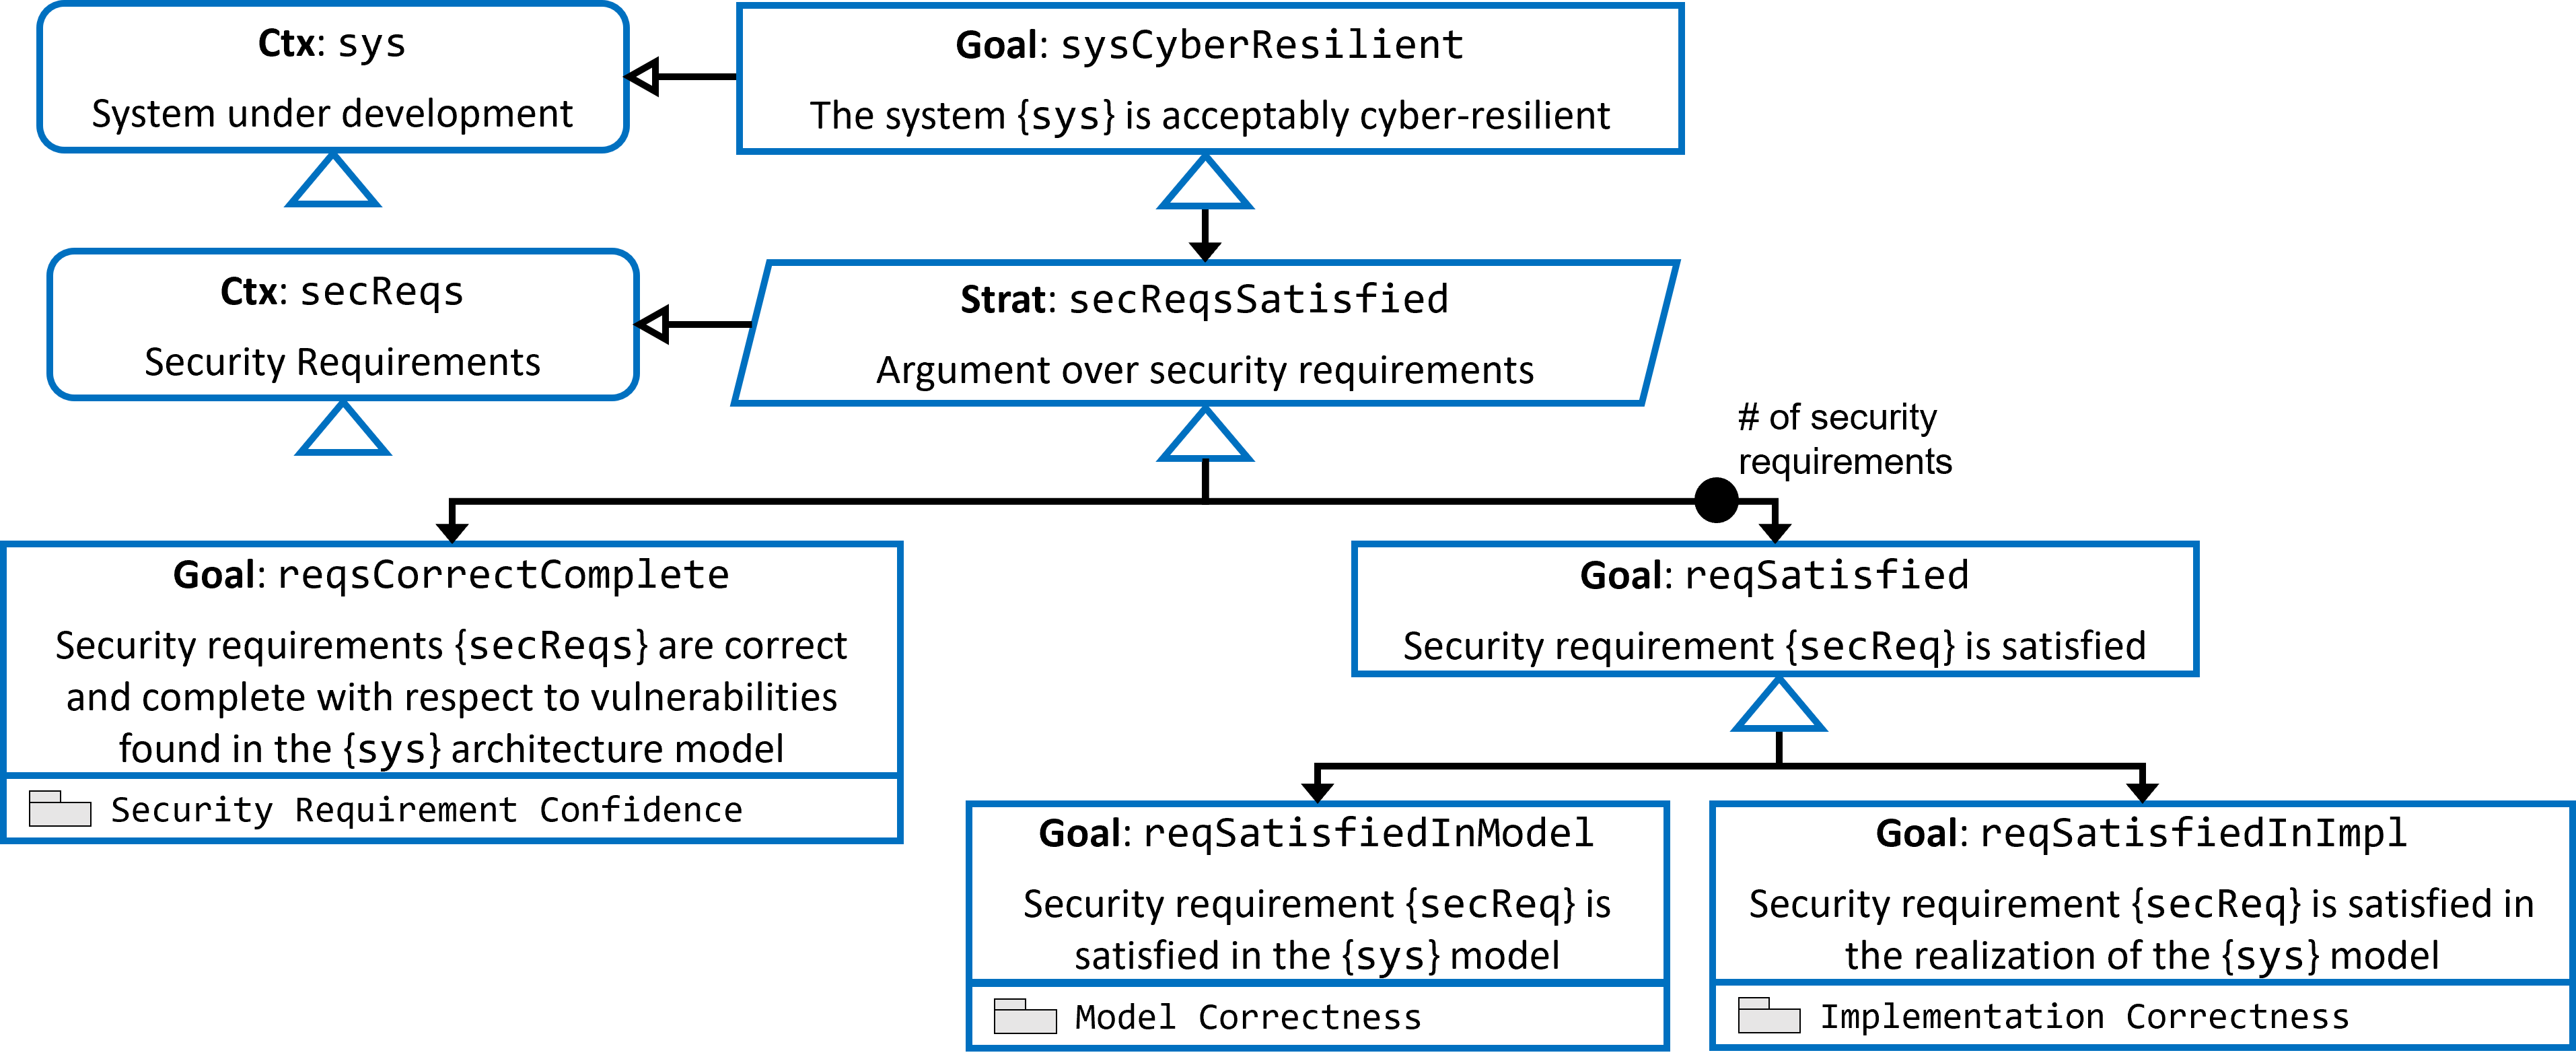 Ctx: sys
System under development
Goal: sysCyberResilient
The system {sys} is acceptably cyber-resilient
Ctx: secReqs
Security Requirements
Strat: secReqsSatisfied
Argument over security requirements
# of security
requirements
Goal: reqsCorrectComplete
Security requirements {secReqs} are correct
and complete with respect to vulnerabilities
found in the {sys} architecture model
Security Requirement Confidence
Goal: reqSatisfied
Security requirement {secReq} is satisfied
Goal: reqSatisfiedInModel
Security requirement {secReq} is
satisfied in the {sys} model
Model Correctness
Goal: reqSatisfiedInImpl
Security requirement {secReq} is satisfied in
the realization of the {sys} model
Implementation Correctness